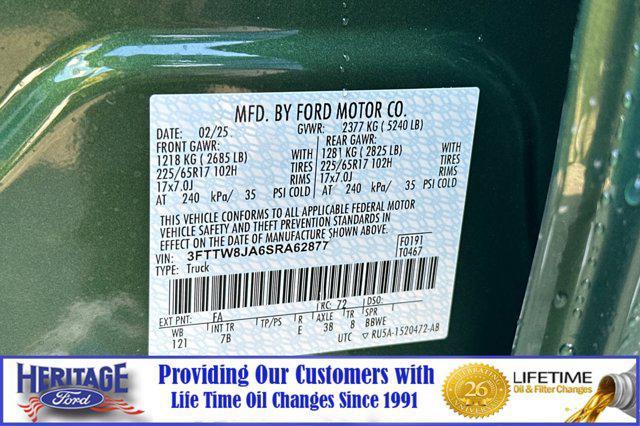 MFD. BY FORD MOTOR CO.
DATE: 02/25 GVWR: 2377 KG ( 5240 LB)
FRONT GAWR: REAR GAWR:
1218 KG ( 2685 LB) WITH 1281 KG ( 2825 LB) WITH
225/65R17 102H TIRES 225/65R17 102H TIRES
17x7.0J RIMS 17x7.0J RIMS
AT 240 kPa/ 35 PSI COLD AT 240 kPa/ 35 PSI COLD
THIS VEHICLE CONFORMS TO ALL APPLICABLE FEDERAL MOTOR
VEHICLE SAFETY AND THEFT PREVENTION STANDARDS IN
EFFECT ON THE DATE OF MANUFACTURE SHOWN ABOVE.
VIN: 3FTTW8JA6SRA62877 F0191
TYPE: Truck T0467
EXT PNT: FA RC: 72 DSO:
WB INT TR TP/PS R AXLE TR SPR
121 7B E 38 8 BBWE
UTC RU5A-1520472-AB
HERITAGE
Ford
Providing Our Customers with
Life Time Oil Changes Since 1991
CELEBRATING
26
YEARS
LIFETIME
Oil & Filter Changes